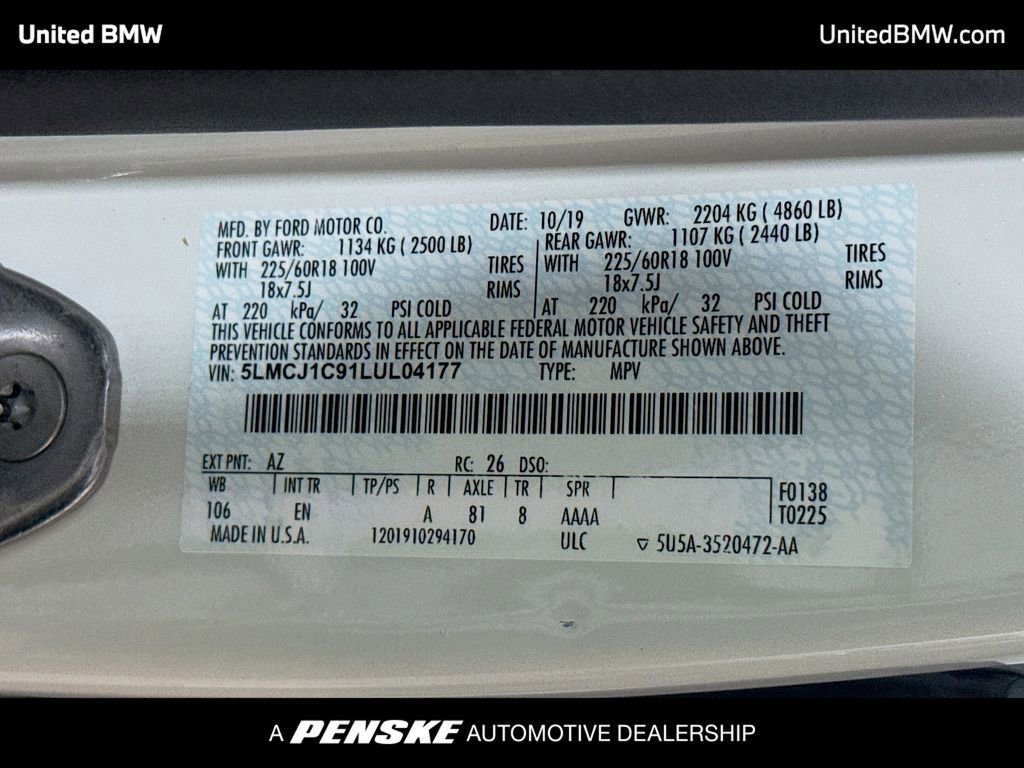 United BMW
UnitedBMW.com
MFD. BY FORD MOTOR CO. DATE: 10/19 GVWR: 2204 KG ( 4860 LB)
FRONT GAWR: 1134 KG ( 2500 LB) REAR GAWR: 1107 KG ( 2440 LB)
WITH 225/60R18 100V TIRES WITH 225/60R18 100V TIRES
18x7.5J RIMS 18x7.5J RIMS
AT 220 kPa/ 32 PSI COLD AT 220 kPa/ 32 PSI COLD
THIS VEHICLE CONFORMS TO ALL APPLICABLE FEDERAL MOTOR VEHICLE SAFETY AND THEFT
PREVENTION STANDARDS IN EFFECT ON THE DATE OF MANUFACTURE SHOWN ABOVE.
VIN: 5LMCJ1C91LUL04177 TYPE: MPV
EXT PNT: AZ RC: 26 DSO:
WB INT TR TP/PS R AXLE TR SPR F0138
106 EN A 81 8 AAAA T0225
MADE IN U.S.A. 1201910294170 ULC 5U5A-3520472-AA
A PENSKE AUTOMOTIVE DEALERSHIP